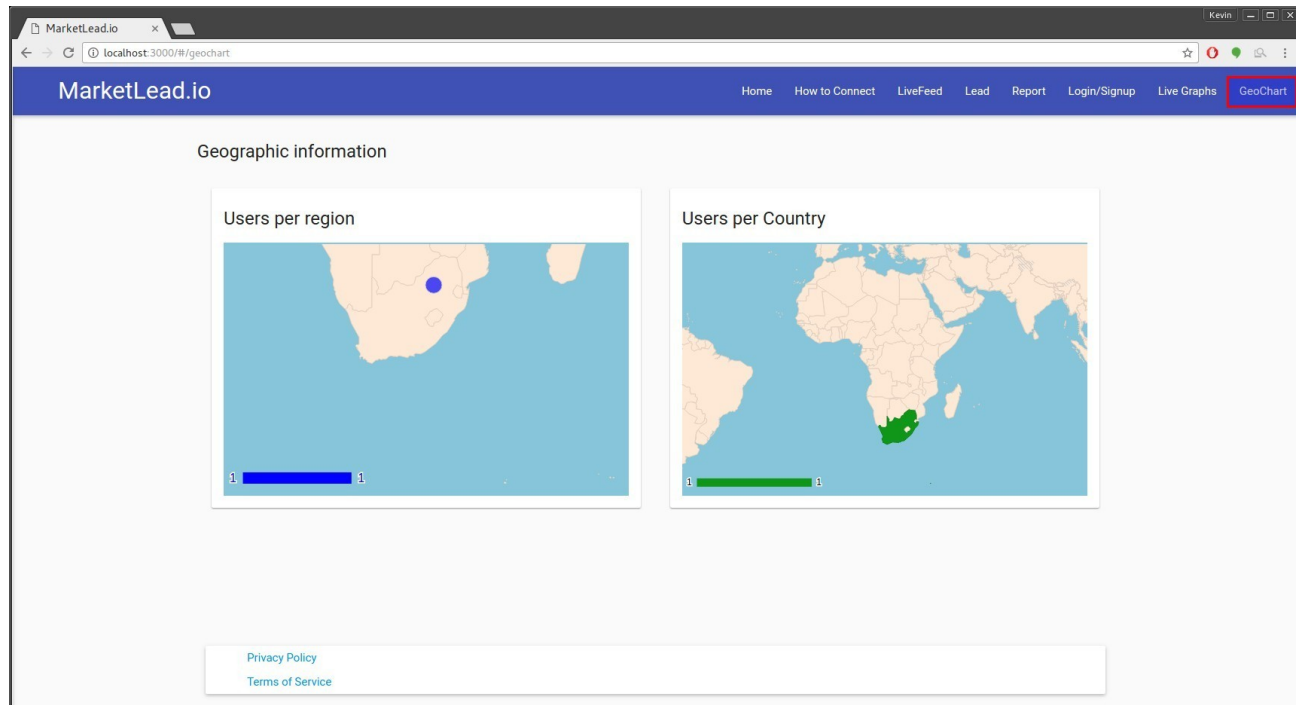 Kevin
MarketLead.io
localhost:3000/#/geochart
MarketLead.io
Home How to Connect LiveFeed Lead Report Login/Signup Live Graphs GeoChart
Geographic information
Users per region
1 1
Users per Country
1 1
Privacy Policy
Terms of Service